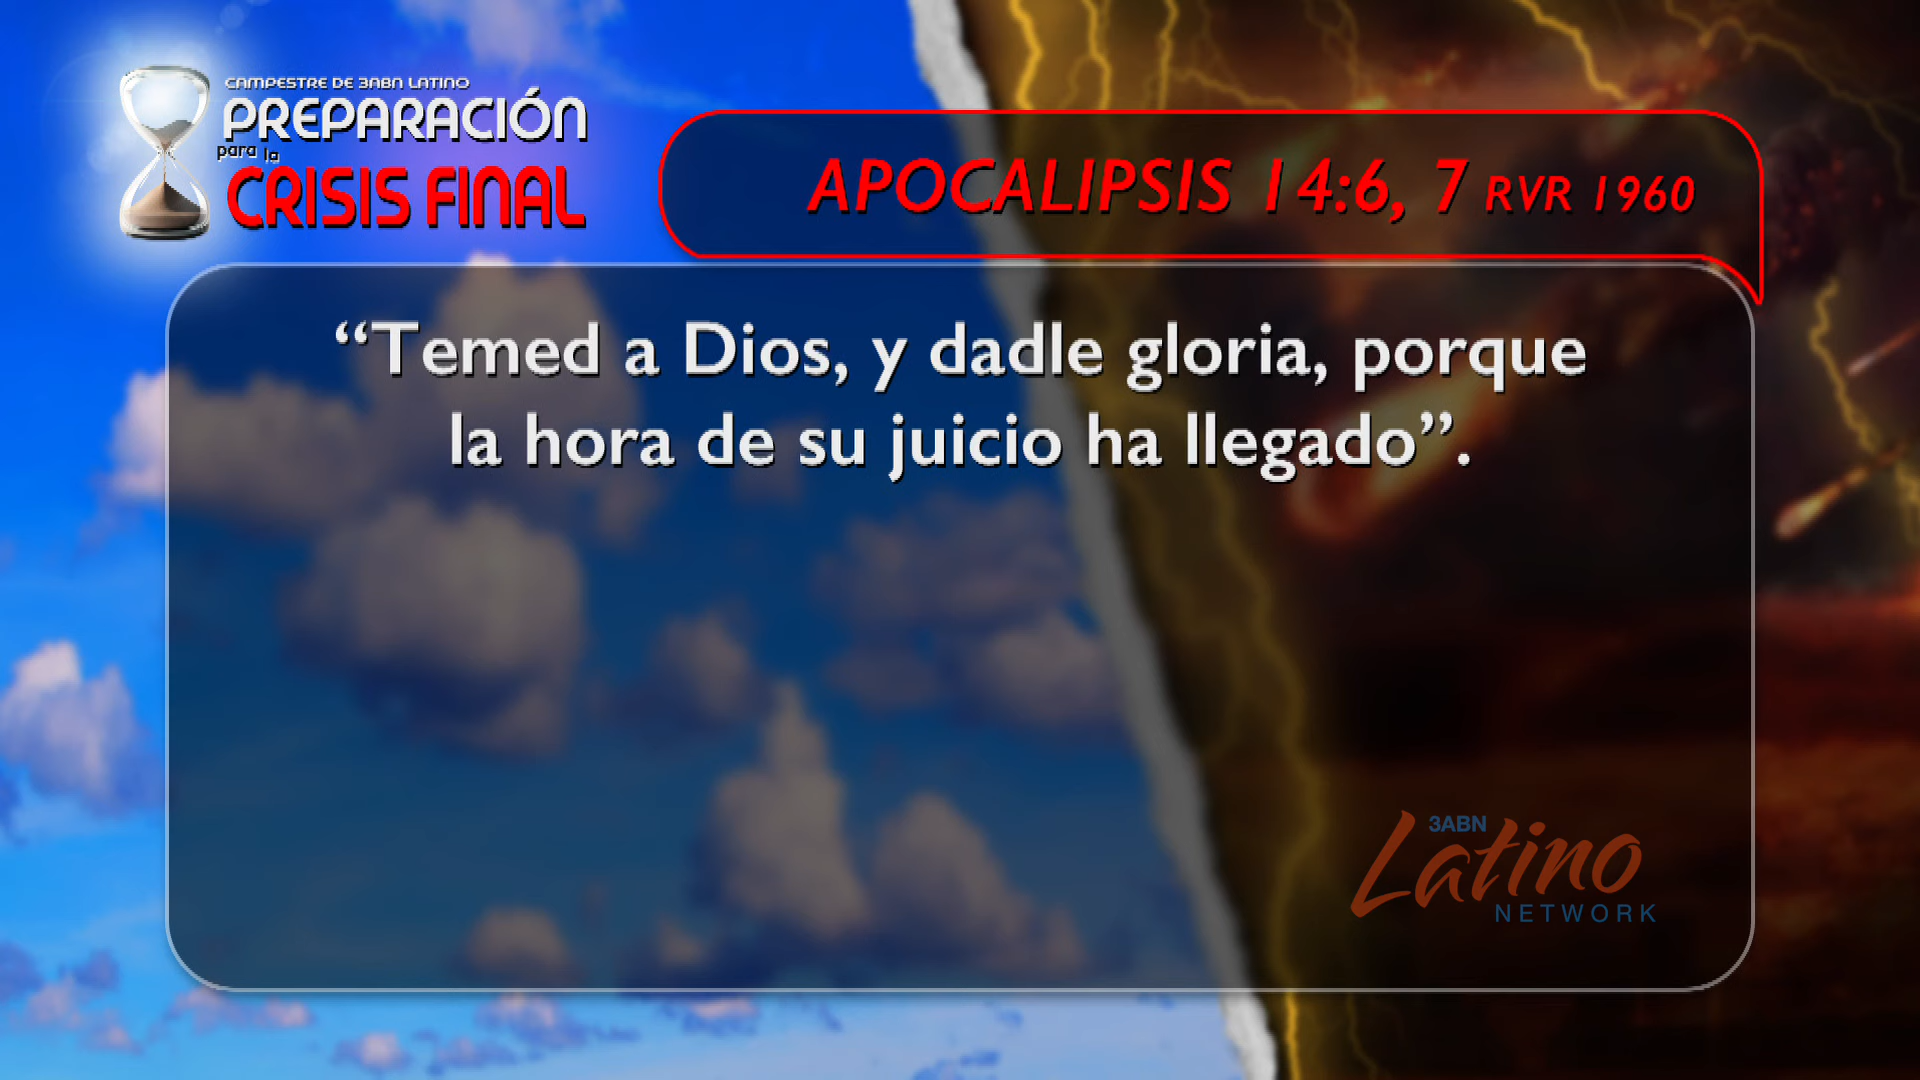 CAMPESTRE DE 3ABN LATINO
PREPARACIÓN
para la
CRISIS FINAL
APOCALIPSIS 14:6, 7 RVR 1960
“Temed a Dios, y dadle gloria, porque
la hora de su juicio ha llegado”.
3ABN
Latino
NETWORK